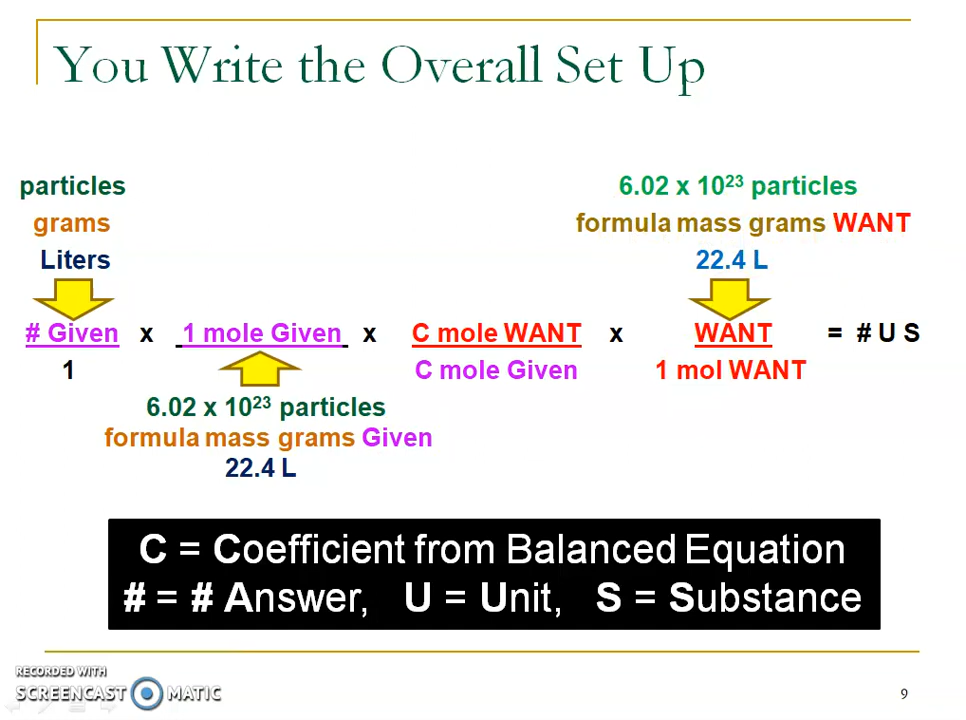 You Write the Overall Set Up
particles
grams
Liters
6.02 x 10²³ particles
formula mass grams WANT
22.4 L
# Given x 1 mole Given x C mole WANT x WANT = # U S
1 C mole Given 1 mol WANT
6.02 x 10²³ particles
formula mass grams Given
22.4 L
C = Coefficient from Balanced Equation
# = # Answer, U = Unit, S = Substance
RECORDED WITH
SCREENCAST MATIC
9